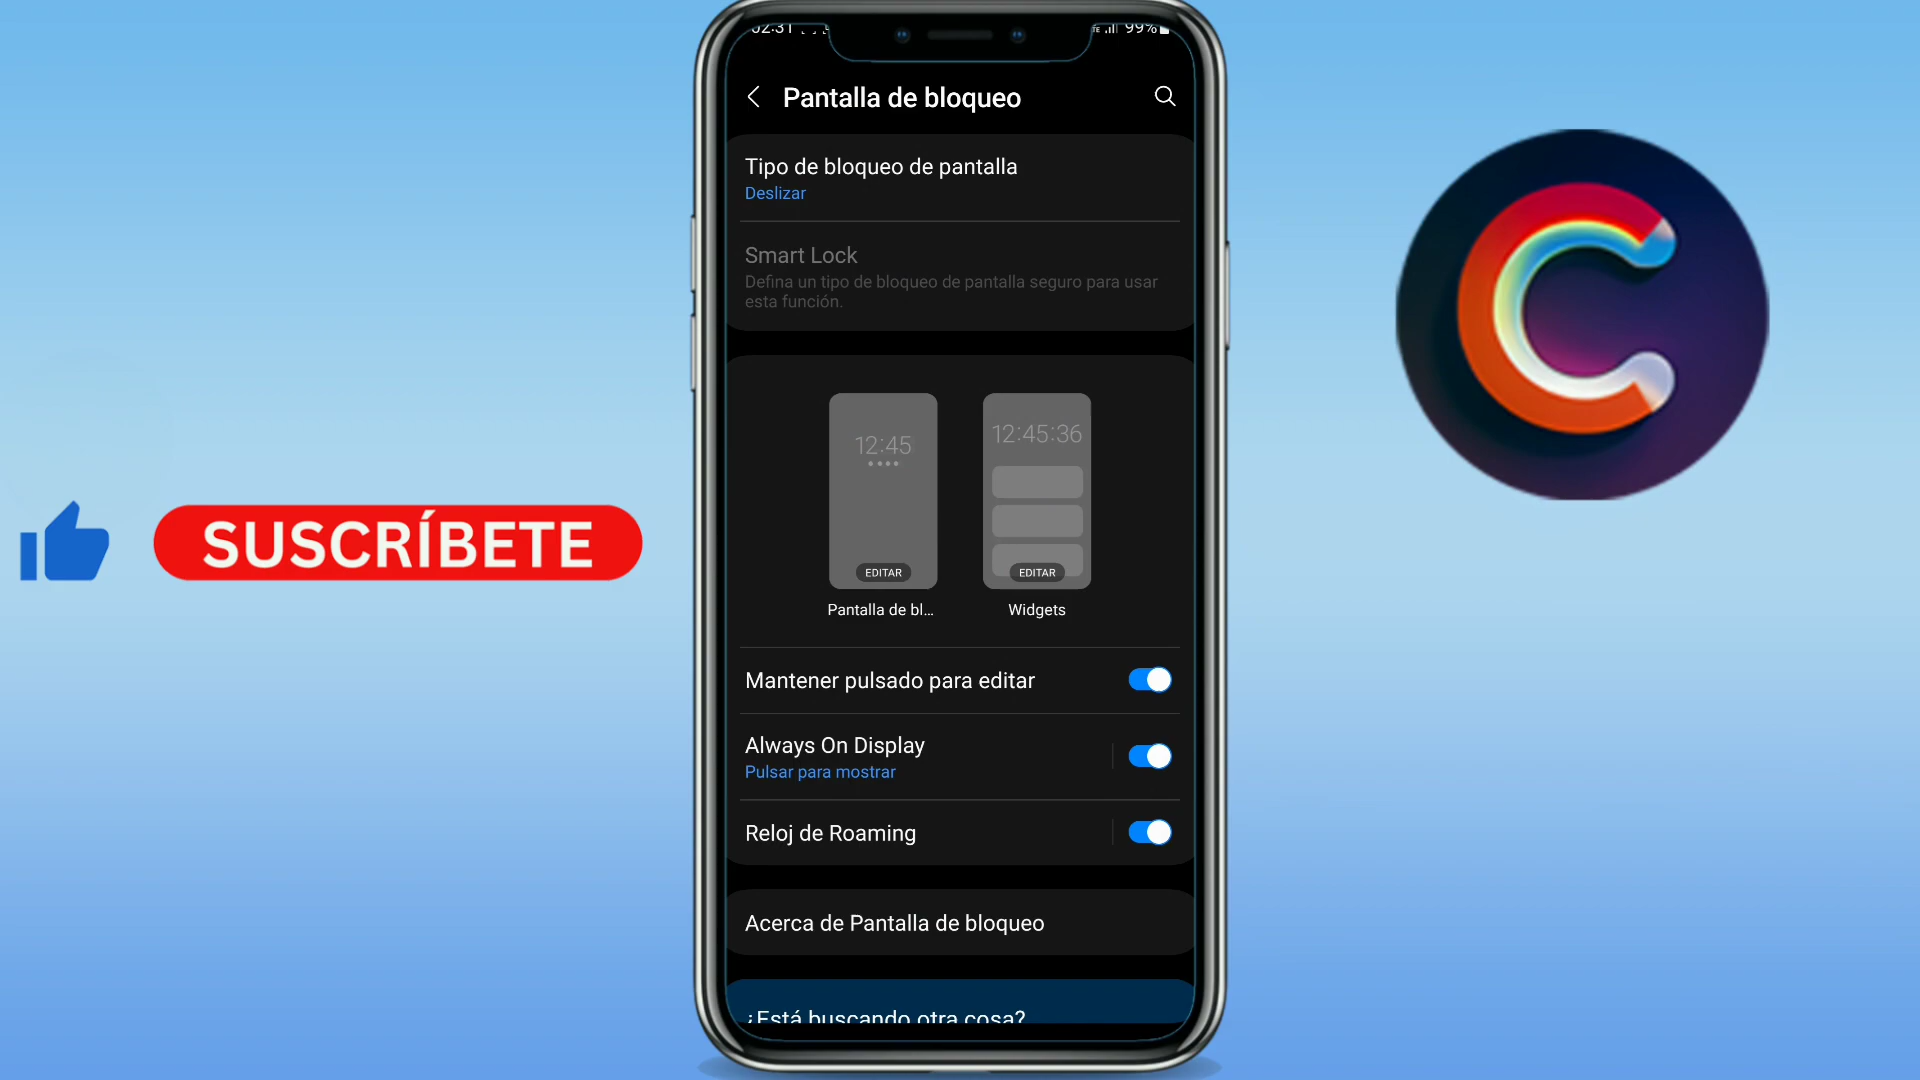 02:31
99%
Pantalla de bloqueo
Tipo de bloqueo de pantalla
Deslizar
Smart Lock
Defina un tipo de bloqueo de pantalla seguro para usar
esta función.
12:45
EDITAR
Pantalla de bl...
12:45:36
EDITAR
Widgets
Mantener pulsado para editar
Always On Display
Pulsar para mostrar
Reloj de Roaming
Acerca de Pantalla de bloqueo
¿Está buscando otra cosa?
SUSCRÍBETE
C